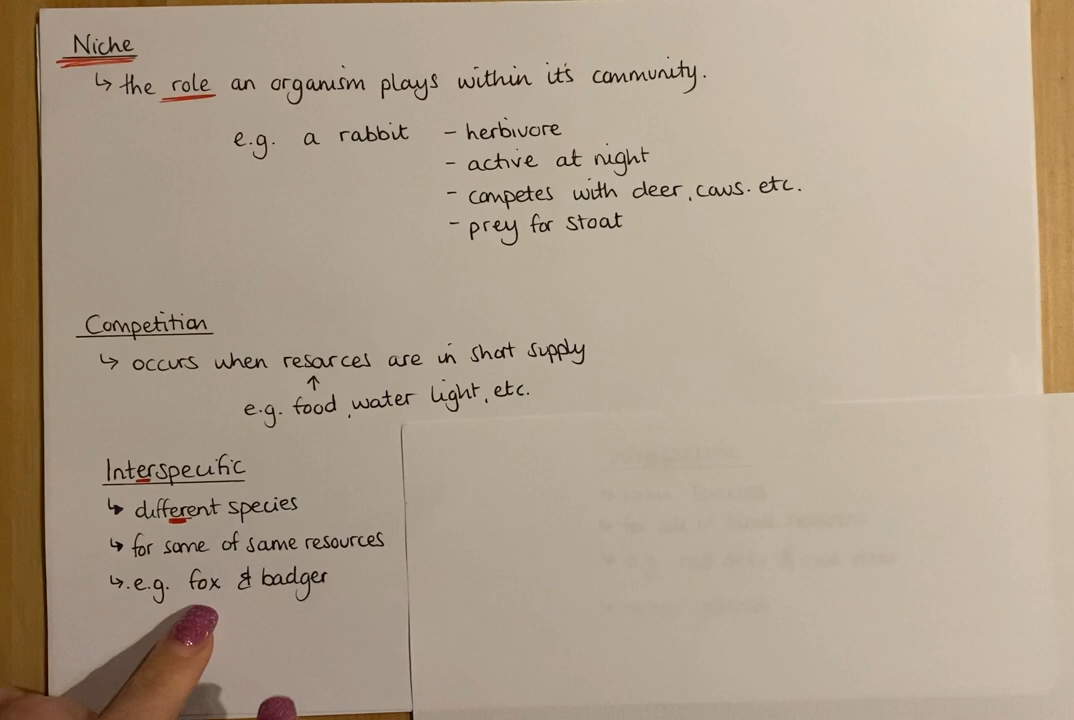 Niche
↳ the role an organism plays within it's community.
e.g. a rabbit - herbivore
- active at night
- competes with deer, cows. etc.
- prey for stoat
Competition
↳ occurs when resources are in short supply
↑
e.g. food, water light, etc.
Interspecific
↳ different species
↳ for some of same resources
↳ e.g. fox & badger